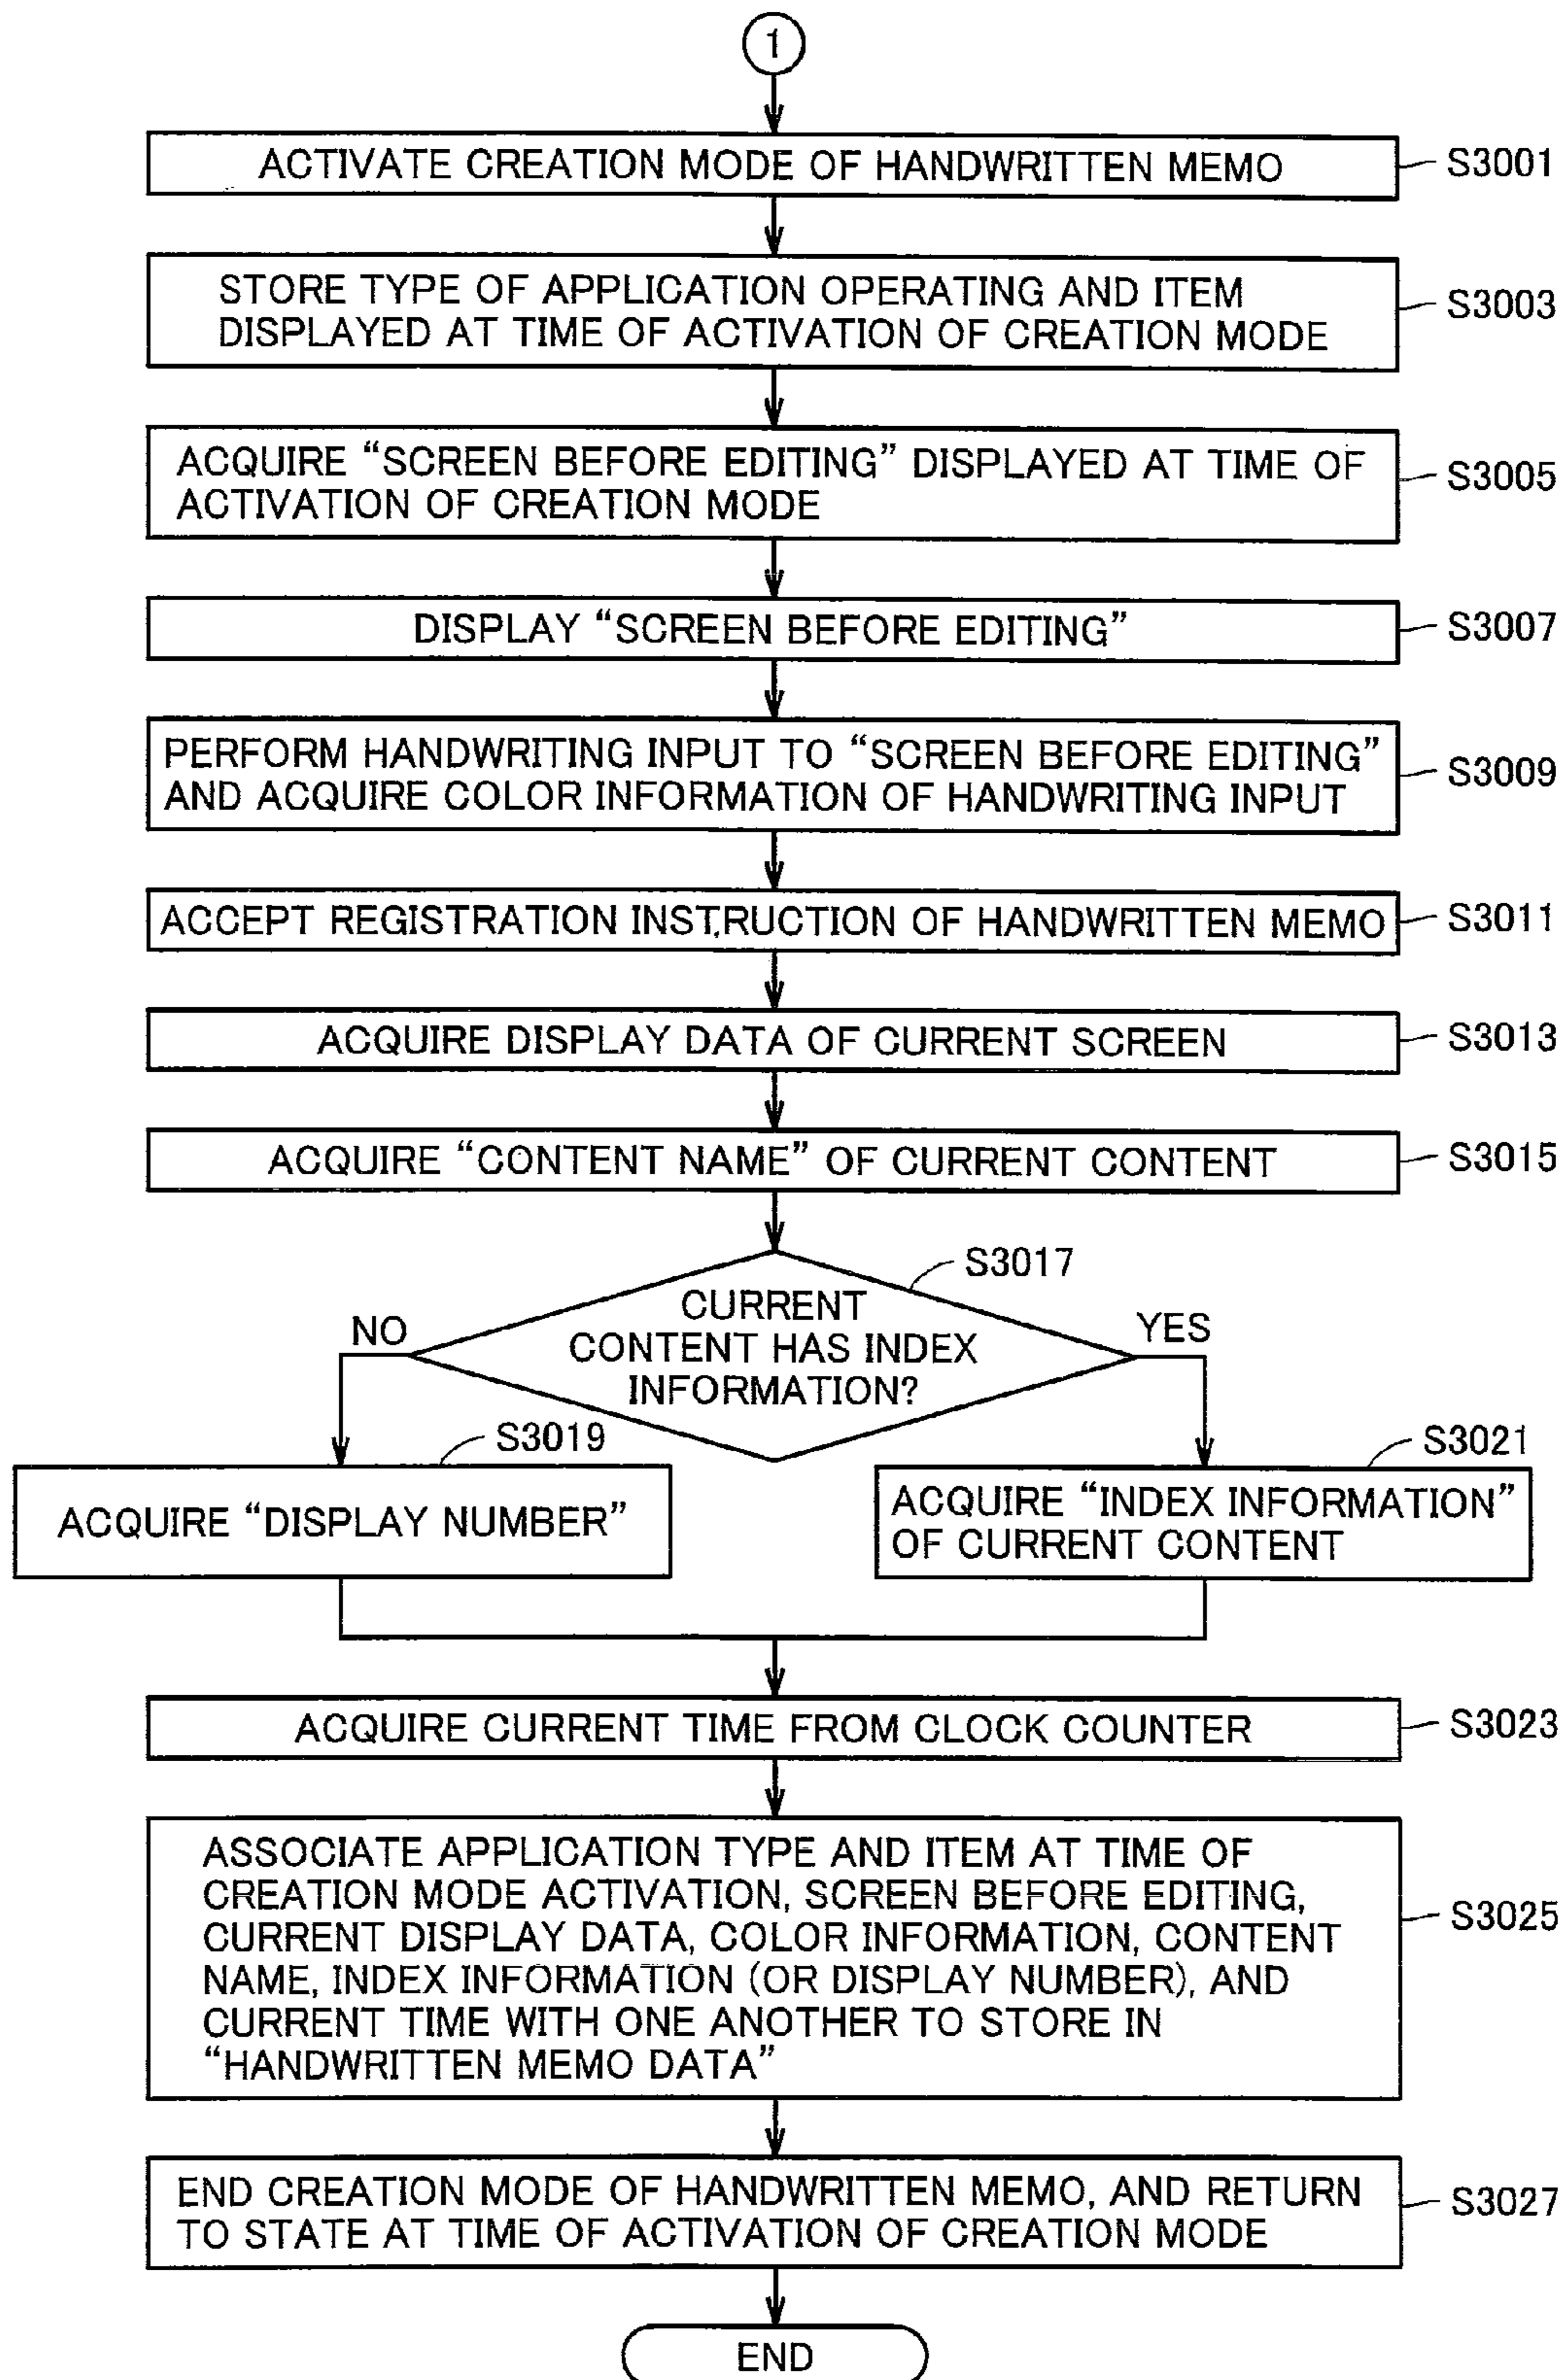 1
ACTIVATE CREATION MODE OF HANDWRITTEN MEMO
S3001
STORE TYPE OF APPLICATION OPERATING AND ITEM
DISPLAYED AT TIME OF ACTIVATION OF CREATION MODE
S3003
ACQUIRE “SCREEN BEFORE EDITING” DISPLAYED AT TIME OF
ACTIVATION OF CREATION MODE
S3005
DISPLAY “SCREEN BEFORE EDITING”
S3007
PERFORM HANDWRITING INPUT TO “SCREEN BEFORE EDITING”
AND ACQUIRE COLOR INFORMATION OF HANDWRITING INPUT
S3009
ACCEPT REGISTRATION INSTRUCTION OF HANDWRITTEN MEMO
S3011
ACQUIRE DISPLAY DATA OF CURRENT SCREEN
S3013
ACQUIRE “CONTENT NAME” OF CURRENT CONTENT
S3015
S3017
CURRENT
CONTENT HAS INDEX
INFORMATION?
NO
YES
S3019
ACQUIRE “DISPLAY NUMBER”
S3021
ACQUIRE “INDEX INFORMATION”
OF CURRENT CONTENT
ACQUIRE CURRENT TIME FROM CLOCK COUNTER
S3023
ASSOCIATE APPLICATION TYPE AND ITEM AT TIME OF
CREATION MODE ACTIVATION, SCREEN BEFORE EDITING,
CURRENT DISPLAY DATA, COLOR INFORMATION, CONTENT
NAME, INDEX INFORMATION (OR DISPLAY NUMBER), AND
CURRENT TIME WITH ONE ANOTHER TO STORE IN
“HANDWRITTEN MEMO DATA”
S3025
END CREATION MODE OF HANDWRITTEN MEMO, AND RETURN
TO STATE AT TIME OF ACTIVATION OF CREATION MODE
S3027
END